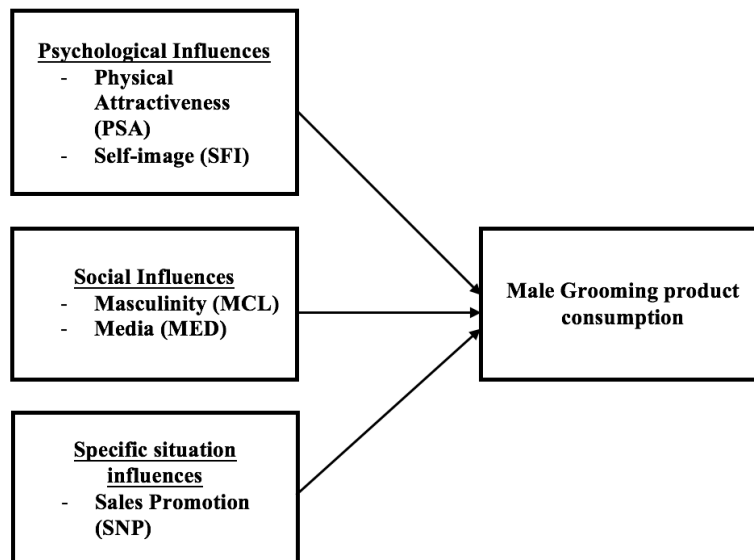 Psychological Influences
- Physical
Attractiveness
(PSA)
- Self-image (SFI)
Social Influences
- Masculinity (MCL)
- Media (MED)
Specific situation
influences
- Sales Promotion
(SNP)
Male Grooming product
consumption